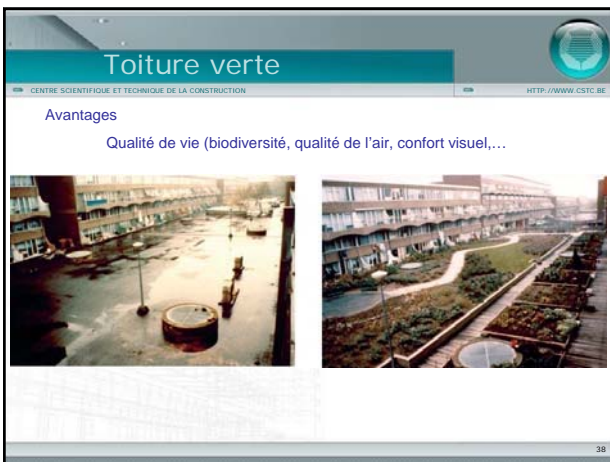 Toiture verte
CENTRE SCIENTIFIQUE ET TECHNIQUE DE LA CONSTRUCTION
HTTP://WWW.CSTC.BE
Avantages
Qualité de vie (biodiversité, qualité de l'air, confort visuel,…
38